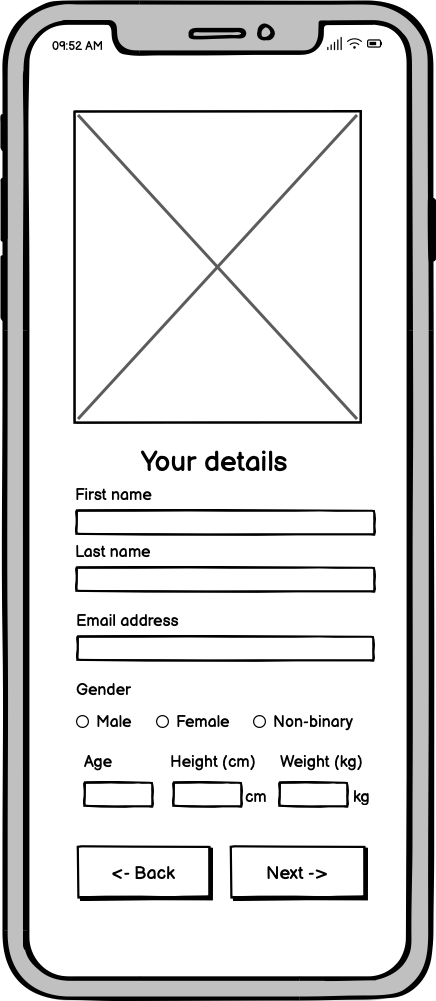 09:52 AM
Your details
First name
Last name
Email address
Gender
Male Female Non-binary
Age Height (cm) Weight (kg)
cm kg
<- Back Next ->